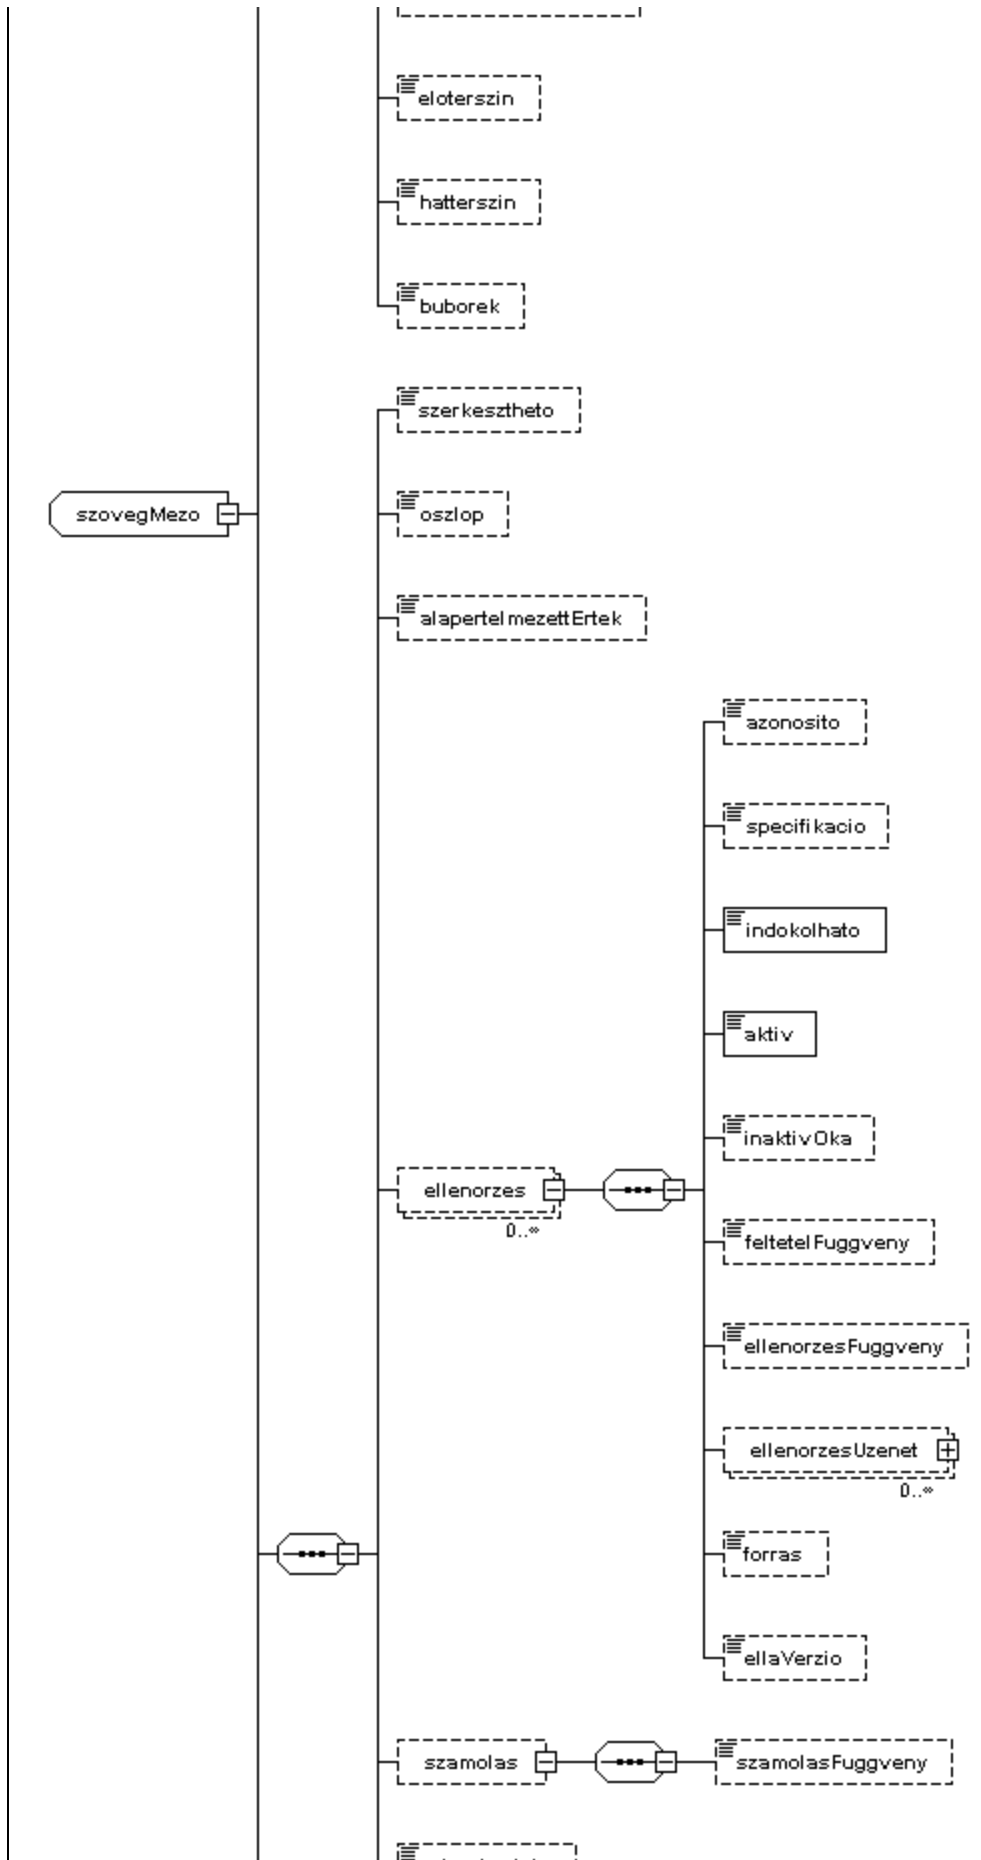 eloterszin
hatterszin
buborek
szerkesztheto
szovegMezo
oszlop
alapertelmezettErtek
azonosito
specifikacio
indokolhato
aktiv
inaktivOka
ellenorzes
0..∞
feltetelFuggveny
ellenorzesFuggveny
ellenorzesUzenet
0..∞
forras
ellaVerzio
szamolas
szamolasFuggveny